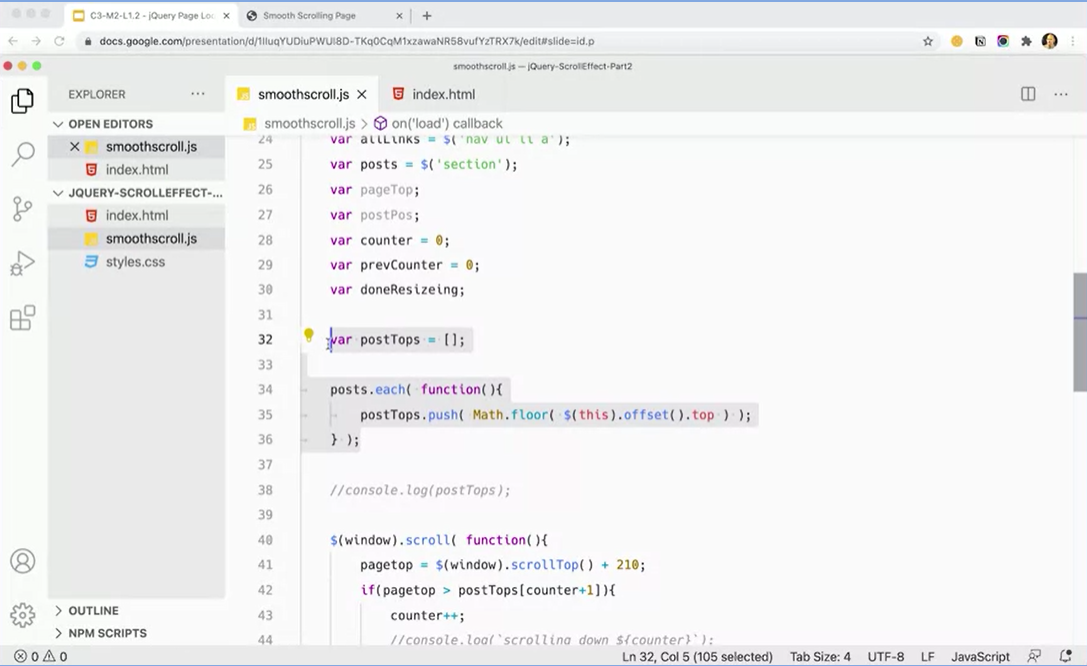 C3-M2-L1.2 - jQuery Page Loc
Smooth Scrolling Page
docs.google.com/presentation/d/1IIuqYUDiuPWUI8D-TKq0CqM1xzawaNR58vufYzTRX7k/edit#slide=id.p
smoothscroll.js — jQuery-ScrollEffect-Part2
EXPLORER
smoothscroll.js
index.html
OPEN EDITORS
smoothscroll.js > on('load') callback
smoothscroll.js
index.html
JQUERY-SCROLLEFFECT-...
index.html
smoothscroll.js
styles.css
24 var allLinks = $('nav ul li a');
25 var posts = $('section');
26 var pageTop;
27 var postPos;
28 var counter = 0;
29 var prevCounter = 0;
30 var doneResizeing;
31
32 var postTops = [];
33
34 posts.each( function(){
35 postTops.push( Math.floor( $(this).offset().top ) );
36 } );
37
38 //console.log(postTops);
39
40 $(window).scroll( function(){
41 pagetop = $(window).scrollTop() + 210;
42 if(pagetop > postTops[counter+1]){
43 counter++;
44 //console.log(`scrolling down ${counter}`);
OUTLINE
NPM SCRIPTS
0 0
Ln 32, Col 5 (105 selected)
Tab Size: 4
UTF-8
LF
JavaScript